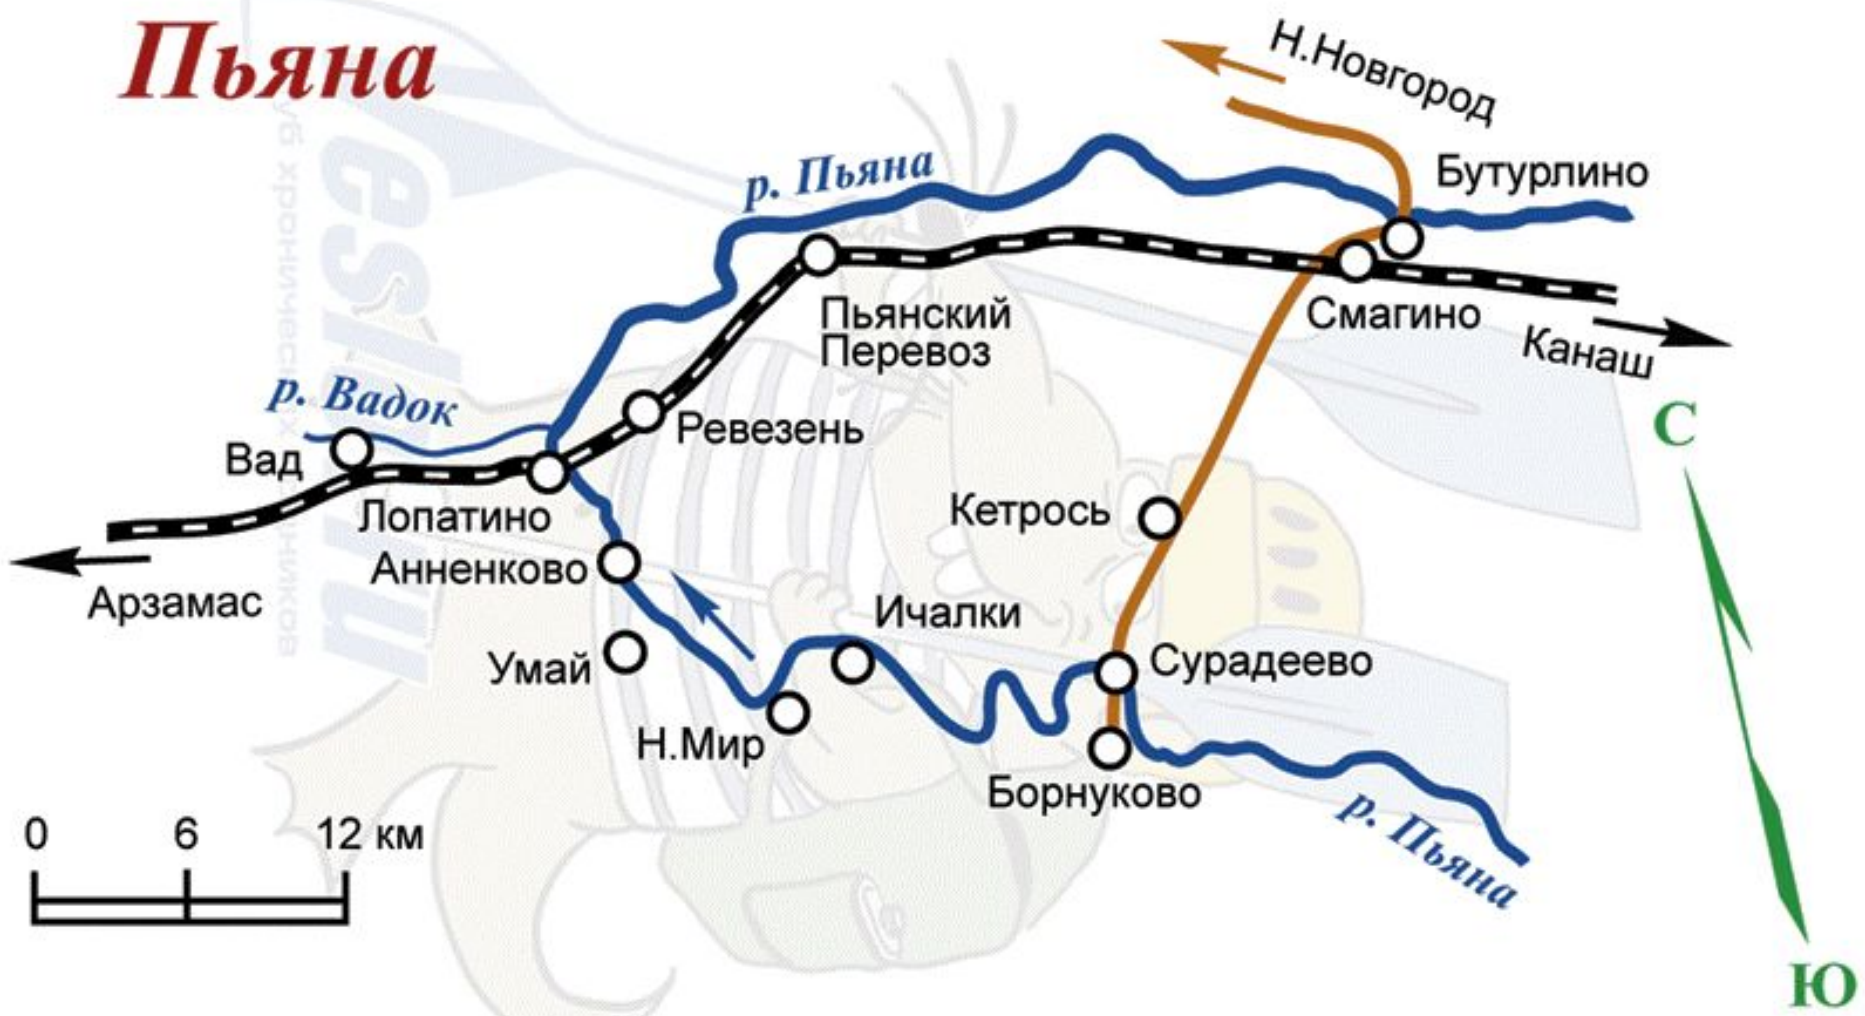 Пьяна
Н.Новгород
Бутурлино
р. Пьяна
Пьянский
Перевоз
Смагино
Канаш
С
р. Вадок
Вад
Ревезень
Лопатино
Кетрось
Анненково
Арзамас
Ичалки
Умай
Сурадеево
Н.Мир
Борнуково
р. Пьяна
0 6 12 км
Ю